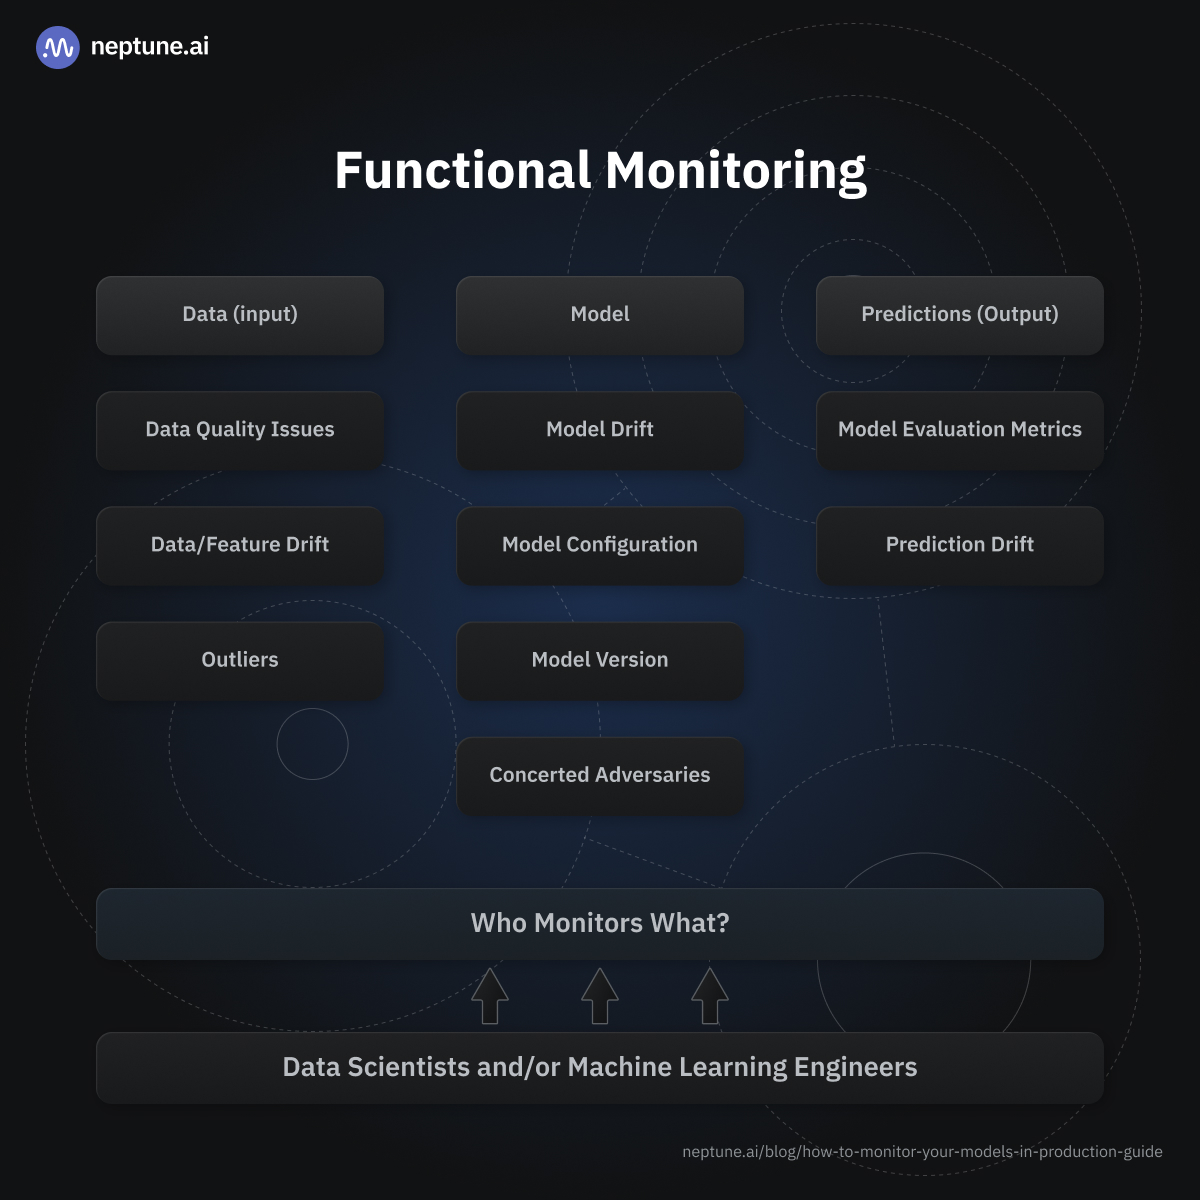 neptune.ai
Functional Monitoring
Data (input)
Model
Predictions (Output)
Data Quality Issues
Model Drift
Model Evaluation Metrics
Data/Feature Drift
Model Configuration
Prediction Drift
Outliers
Model Version
Concerted Adversaries
Who Monitors What?
Data Scientists and/or Machine Learning Engineers
neptune.ai/blog/how-to-monitor-your-models-in-production-guide